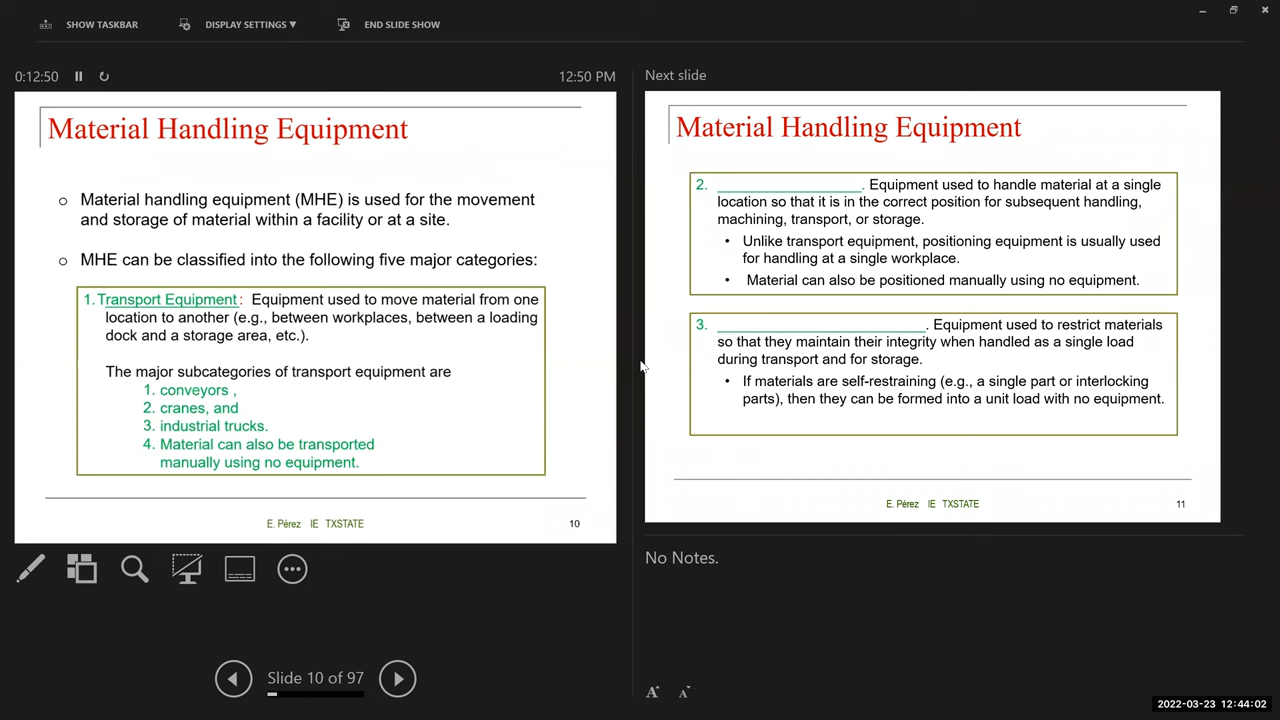 SHOW TASKBAR
DISPLAY SETTINGS ▼
END SLIDE SHOW
0:12:50
12:50 PM
Material Handling Equipment
o Material handling equipment (MHE) is used for the movement
and storage of material within a facility or at a site.
o MHE can be classified into the following five major categories:
1. Transport Equipment: Equipment used to move material from one
location to another (e.g., between workplaces, between a loading
dock and a storage area, etc.).
The major subcategories of transport equipment are
1. conveyors ,
2. cranes, and
3. industrial trucks.
4. Material can also be transported
manually using no equipment.
E. Pérez IE TXSTATE
10
Next slide
Material Handling Equipment
2. ________________. Equipment used to handle material at a single
location so that it is in the correct position for subsequent handling,
machining, transport, or storage.
• Unlike transport equipment, positioning equipment is usually used
for handling at a single workplace.
• Material can also be positioned manually using no equipment.
3. _______________________. Equipment used to restrict materials
so that they maintain their integrity when handled as a single load
during transport and for storage.
• If materials are self-restraining (e.g., a single part or interlocking
parts), then they can be formed into a unit load with no equipment.
E. Pérez IE TXSTATE
11
No Notes.
Slide 10 of 97
A A
2022-03-23 12:44:02